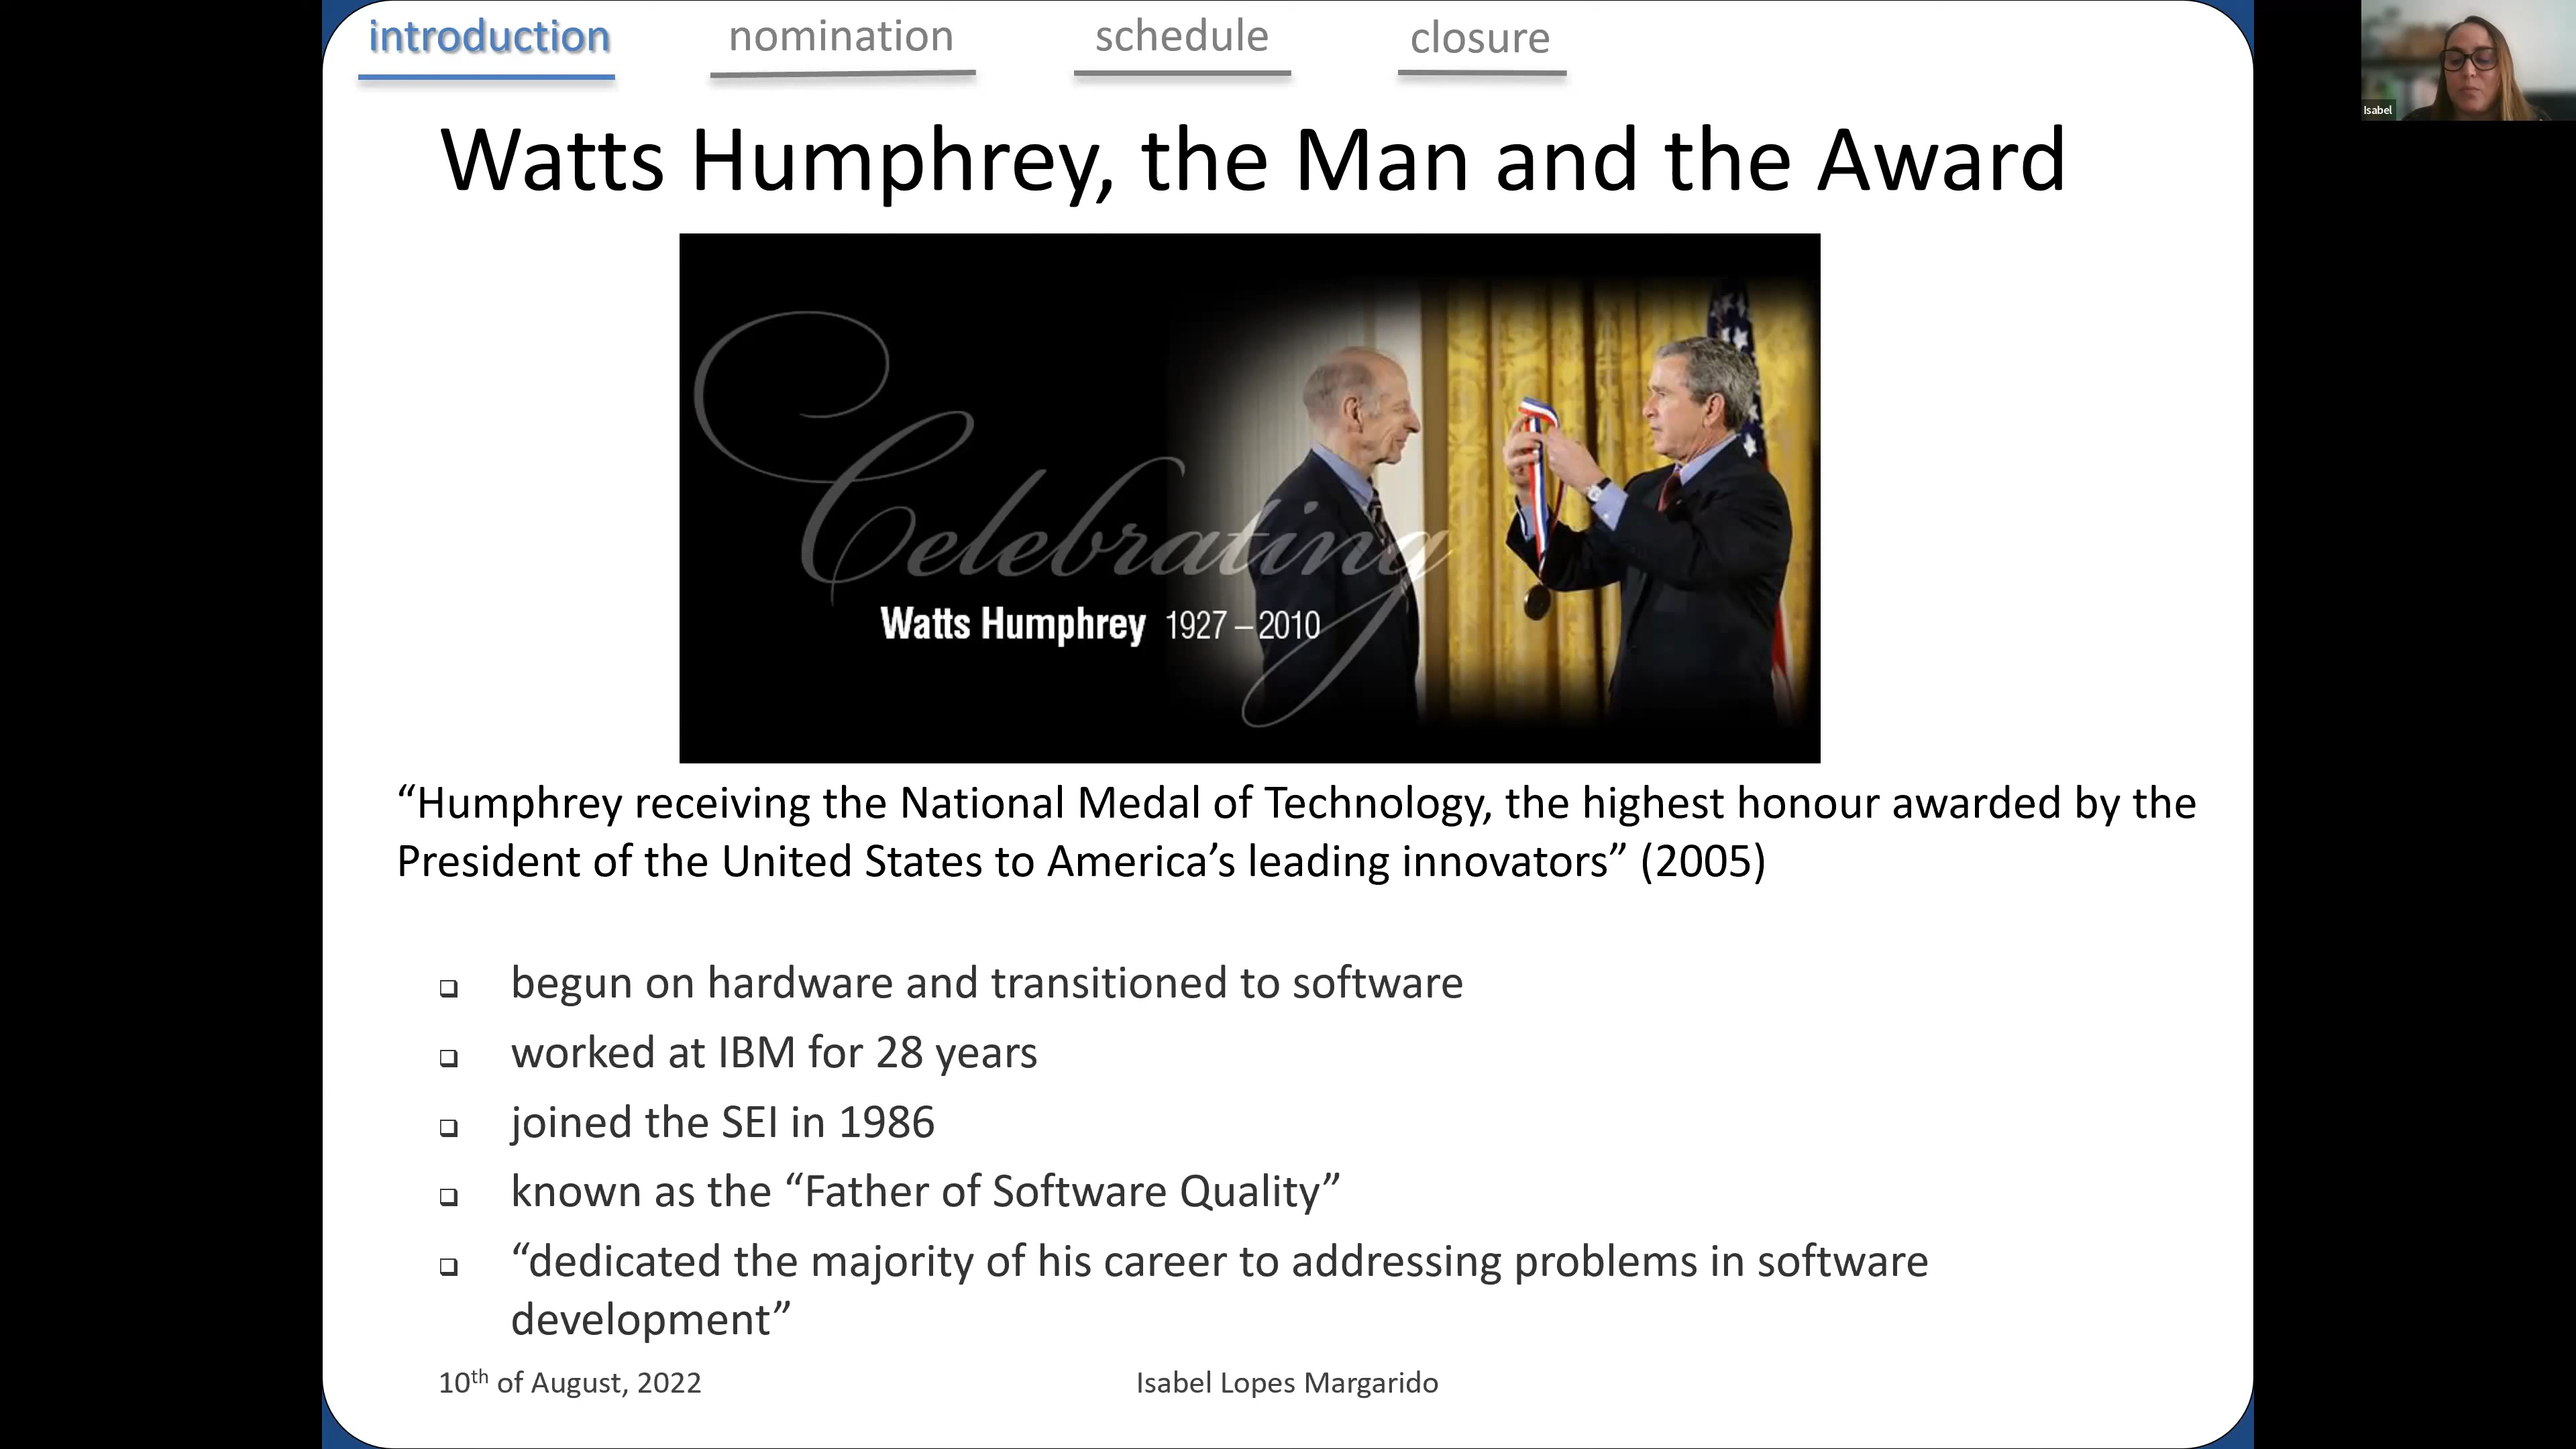 introduction nomination schedule closure
Isabel
Watts Humphrey, the Man and the Award
Celebrating
Watts Humphrey 1927 – 2010
“Humphrey receiving the National Medal of Technology, the highest honour awarded by the
President of the United States to America’s leading innovators” (2005)
❑ begun on hardware and transitioned to software
❑ worked at IBM for 28 years
❑ joined the SEI in 1986
❑ known as the “Father of Software Quality”
❑ “dedicated the majority of his career to addressing problems in software
development”
10th of August, 2022 Isabel Lopes Margarido